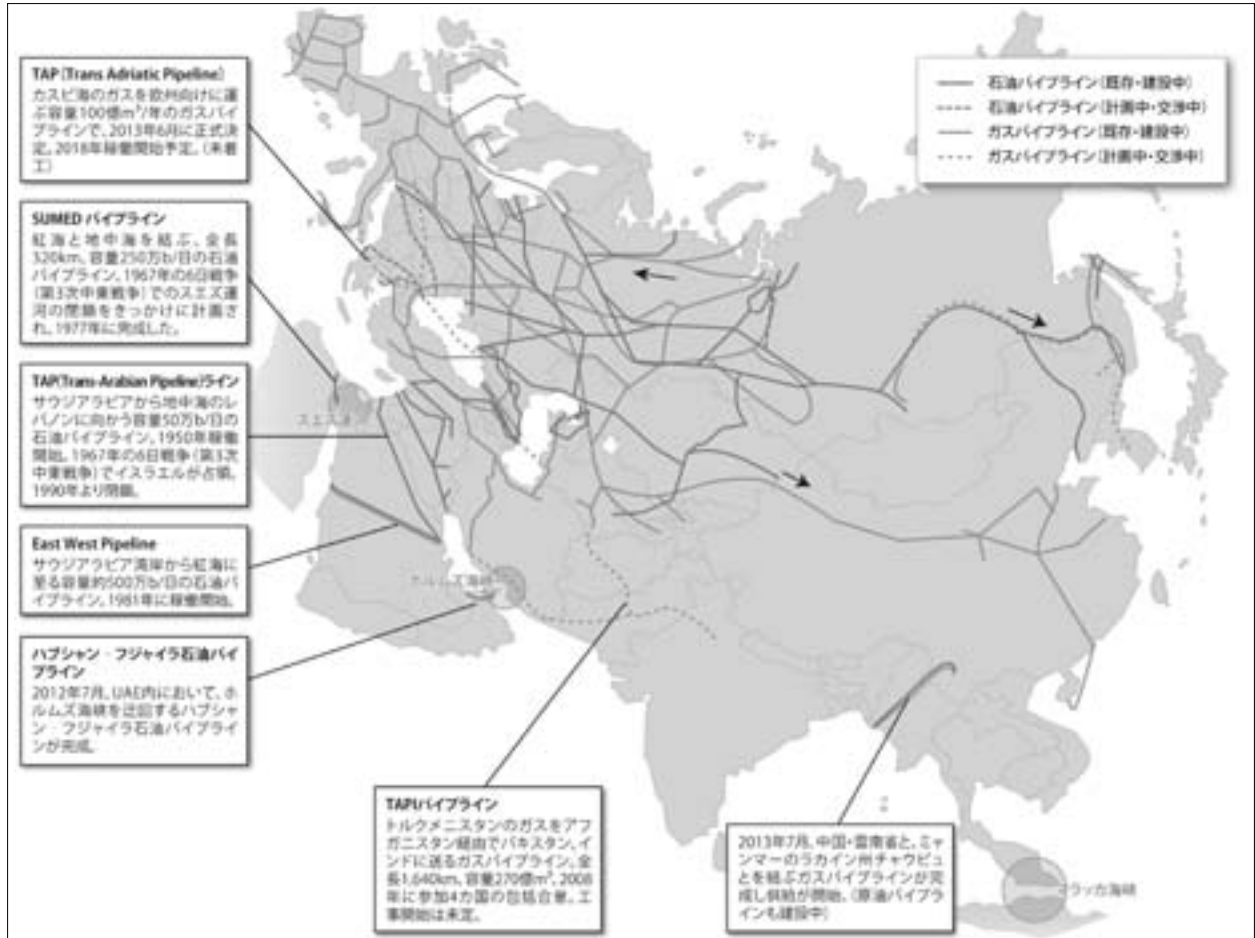 TAP(Trans Adriatic Pipeline)
カスピ海のガスを欧州向けに運
ぶ容量100億m³/年のガスパイ
プラインで、2013年6月に正式決
定。2018年稼働開始予定。(未着
工)
SUMED パイプライン
紅海と地中海を結ぶ、全長
320km、容量250万b/日の石油
パイプライン。1967年の6日戦争
(第3次中東戦争)でのスエズ運
河の閉鎖をきっかけに計画さ
れ、1977年に完成した。
TAP(Trans-Arabian Pipeline)ライン
サウジアラビアから地中海のレ
バノンに向かう容量50万b/日の
石油パイプライン。1950年稼働
開始。1967年の6日戦争(第3次
中東戦争)でイスラエルが占領。
1990年より閉鎖。
East West Pipeline
サウジアラビア湾岸から紅海に
至る容量約500万b/日の石油パ
イプライン。1981年に稼働開始。
ハブシャン‐フジャイラ石油パイ
プライン
2012年7月、UAE内において、ホ
ルムズ海峡を迂回するハブシャ
ン‐フジャイラ石油パイプライ
ンが完成。
石油パイプライン(既存・建設中)
石油パイプライン(計画中・交渉中)
ガスパイプライン(既存・建設中)
ガスパイプライン(計画中・交渉中)
ホルムズ海峡
TAPIパイプライン
トルクメニスタンのガスをアフ
ガニスタン経由でパキスタン、イ
ンドに送るガスパイプライン。全
長1,640km、容量270億m³。2008
年に参加4カ国の包括合意。工
事開始は未定。
2013年7月、中国・雲南省と、ミャ
ンマーのラカイン州チャウピュ
とを結ぶガスパイプラインが完
成し供給が開始。(原油パイプラ
インも建設中)
マラッカ海峡